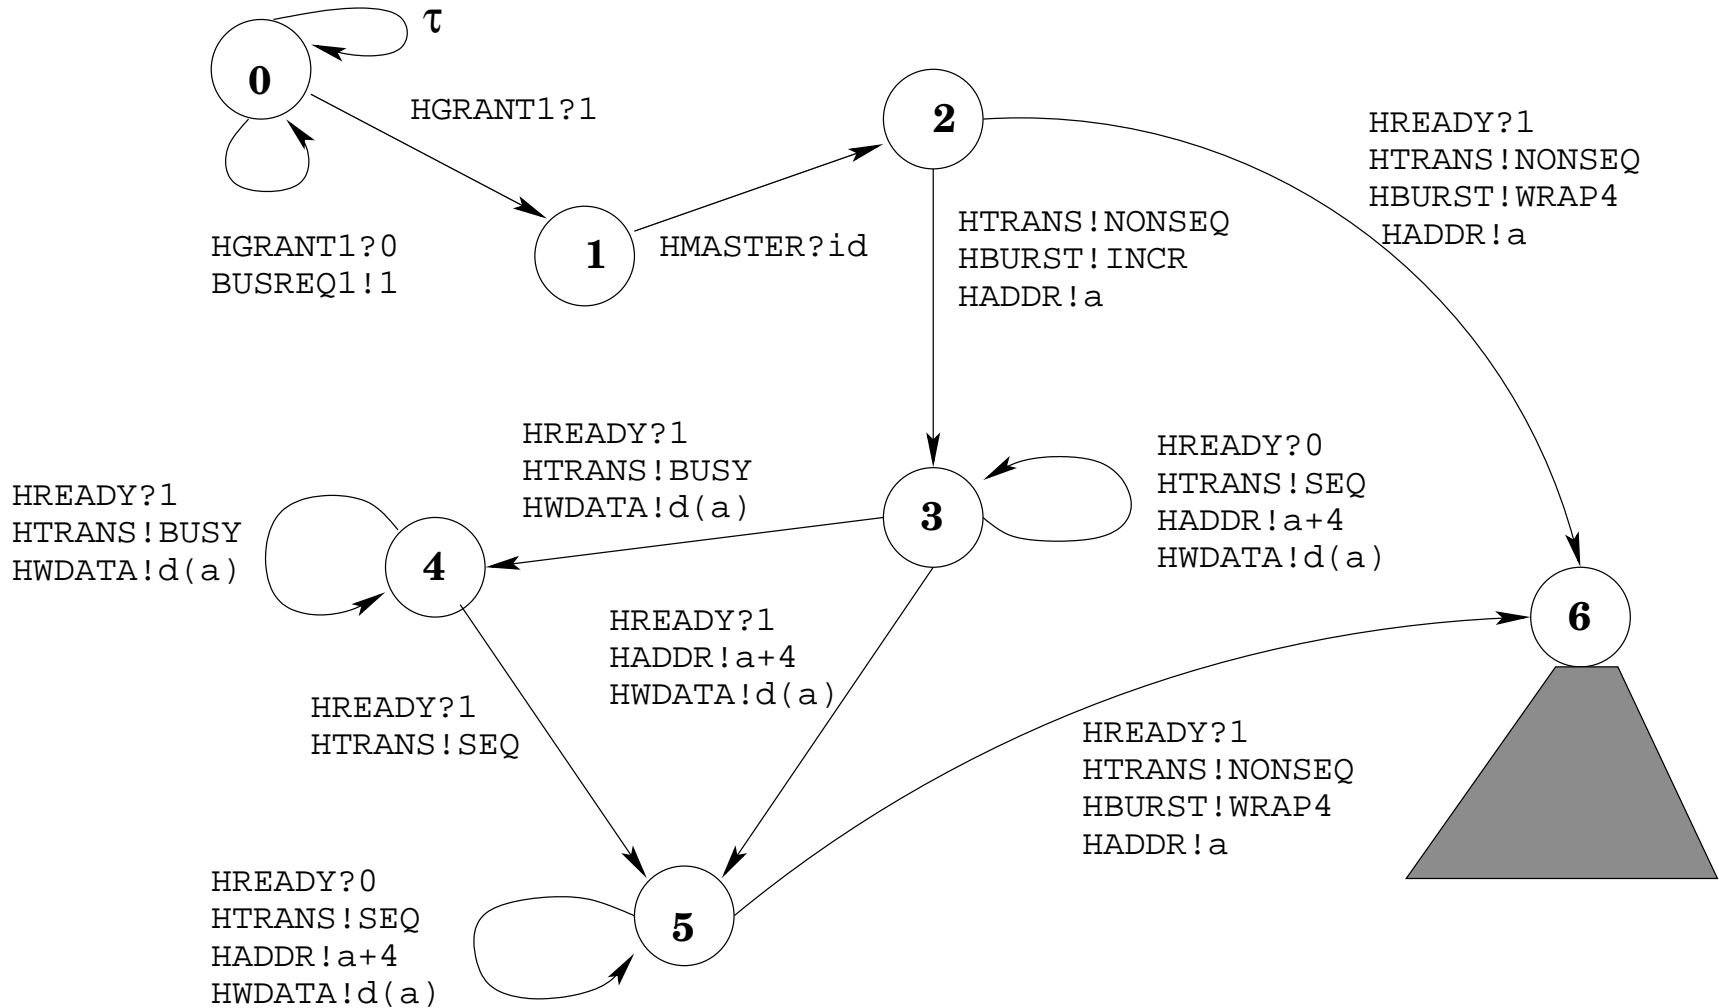 τ
0
HGRANT1?1
HGRANT1?0
BUSREQ1!1
1
HMASTER?id
2
HREADY?1
HTRANS!NONSEQ
HBURST!WRAP4
HADDR!a
HTRANS!NONSEQ
HBURST!INCR
HADDR!a
HREADY?1
HTRANS!BUSY
HWDATA!d(a)
3
HREADY?0
HTRANS!SEQ
HADDR!a+4
HWDATA!d(a)
HREADY?1
HTRANS!BUSY
HWDATA!d(a)
4
HREADY?1
HADDR!a+4
HWDATA!d(a)
6
HREADY?1
HTRANS!SEQ
HREADY?1
HTRANS!NONSEQ
HBURST!WRAP4
HADDR!a
HREADY?0
HTRANS!SEQ
HADDR!a+4
HWDATA!d(a)
5